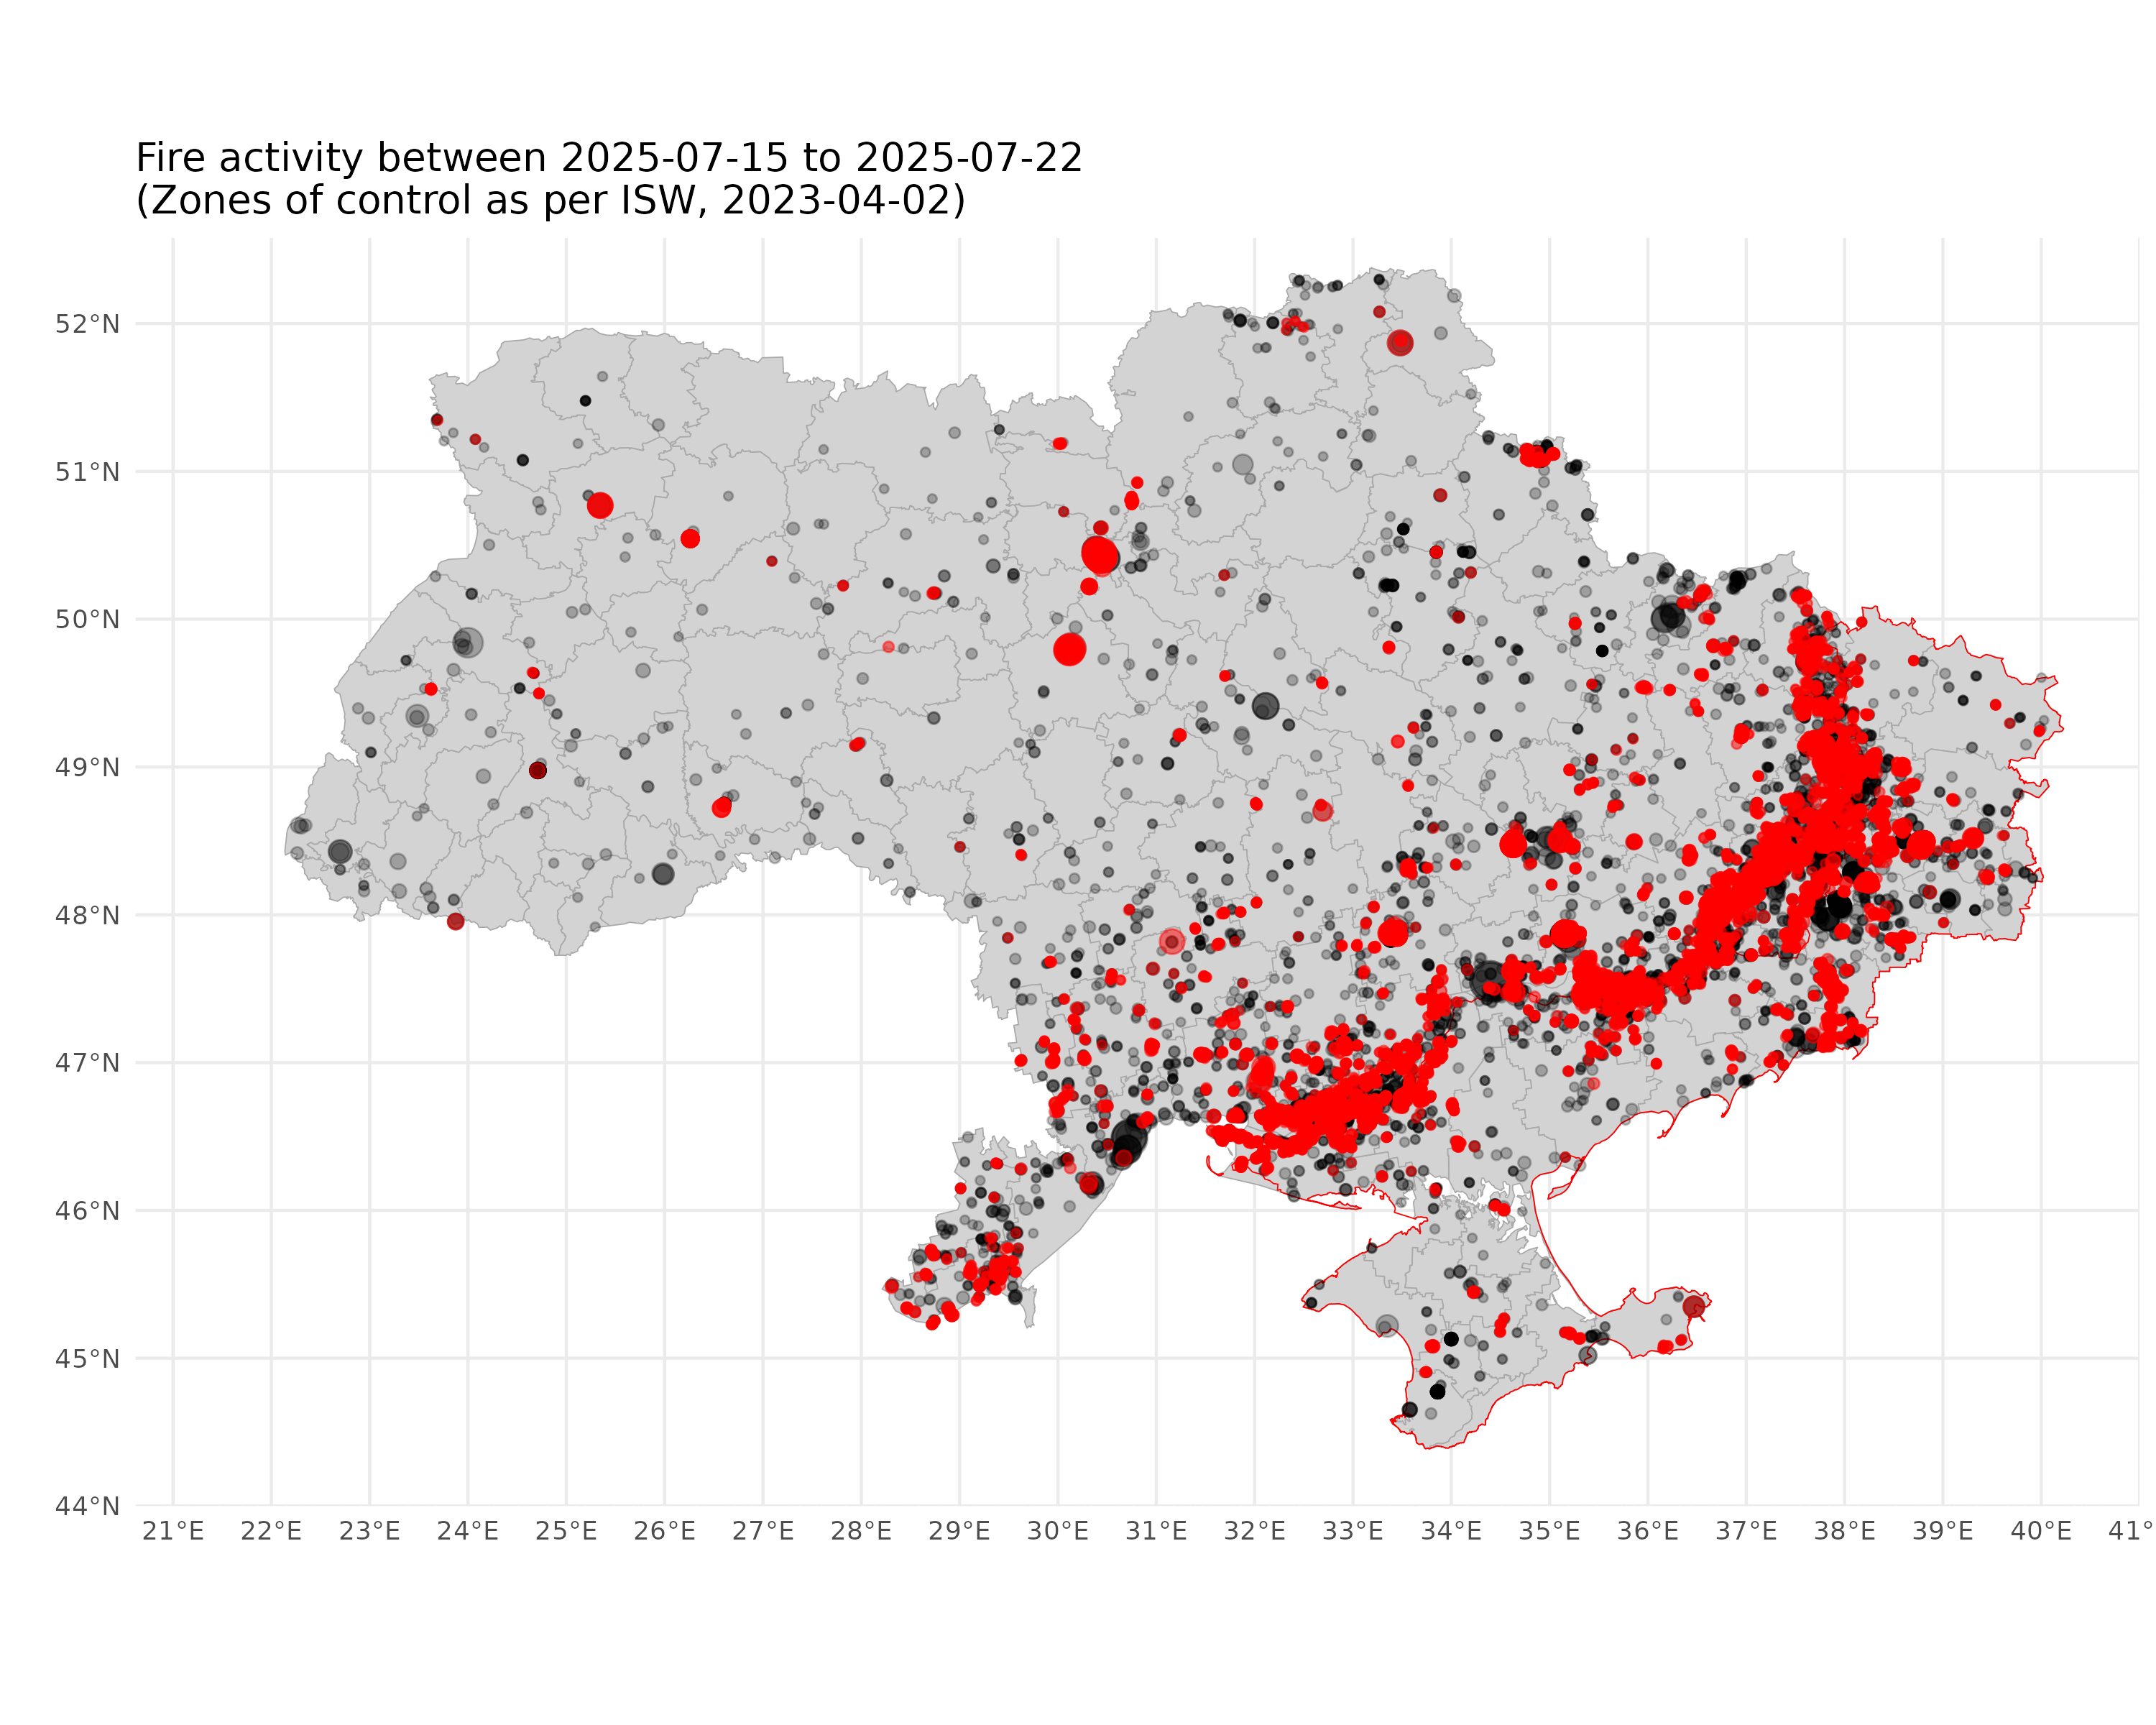 Fire activity between 2025-07-15 to 2025-07-22
(Zones of control as per ISW, 2023-04-02)
52°N
51°N
50°N
49°N
48°N
47°N
46°N
45°N
44°N
21°E 22°E 23°E 24°E 25°E 26°E 27°E 28°E 29°E 30°E 31°E 32°E 33°E 34°E 35°E 36°E 37°E 38°E 39°E 40°E 41°